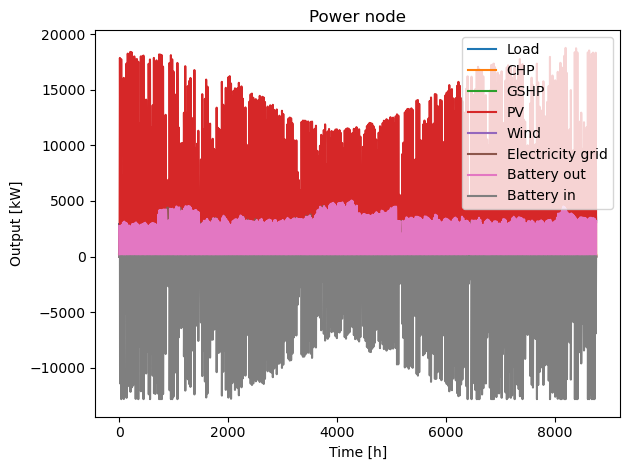 Power node
Output [kW]
20000
15000
10000
5000
0
−5000
−10000
Load
CHP
GSHP
PV
Wind
Electricity grid
Battery out
Battery in
0 2000 4000 6000 8000
Time [h]